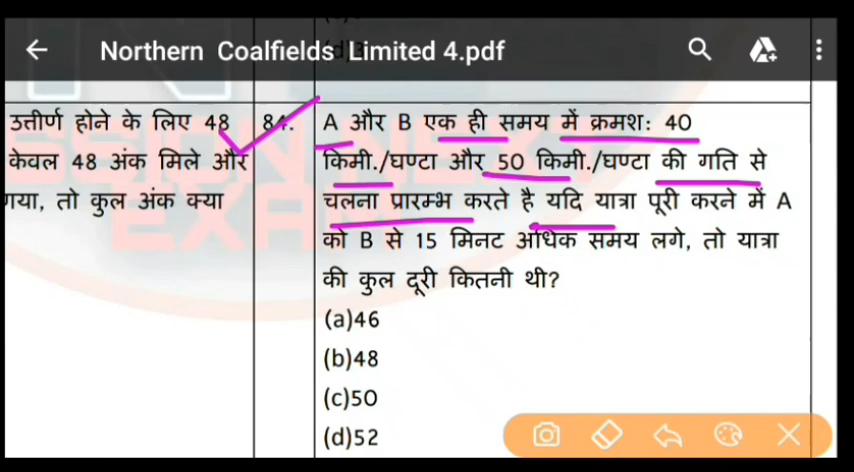 Northern Coalfields Limited 4.pdf
उत्तीर्ण होने के लिए 48
केवल 48 अंक मिले और
गया, तो कुल अंक क्या
84. A और B एक ही समय में क्रमश: 40
किमी./घण्टा और 50 किमी./घण्टा की गति से
चलना प्रारम्भ करते है यदि यात्रा पूरी करने में A
को B से 15 मिनट अधिक समय लगे, तो यात्रा
की कुल दूरी कितनी थी?
(a)46
(b)48
(c)50
(d)52